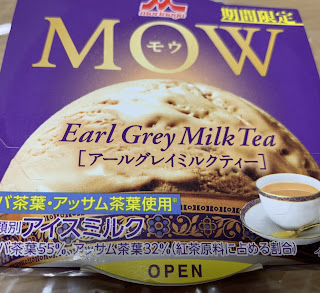 morinaga
期間限定
MOW
モウ
Earl Grey Milk Tea
[アールグレイミルクティー]
バ茶葉・アッサム茶葉使用※
類別 アイスミルク
バ茶葉55%、アッサム茶葉32%(紅茶原料に占める割合)
OPEN